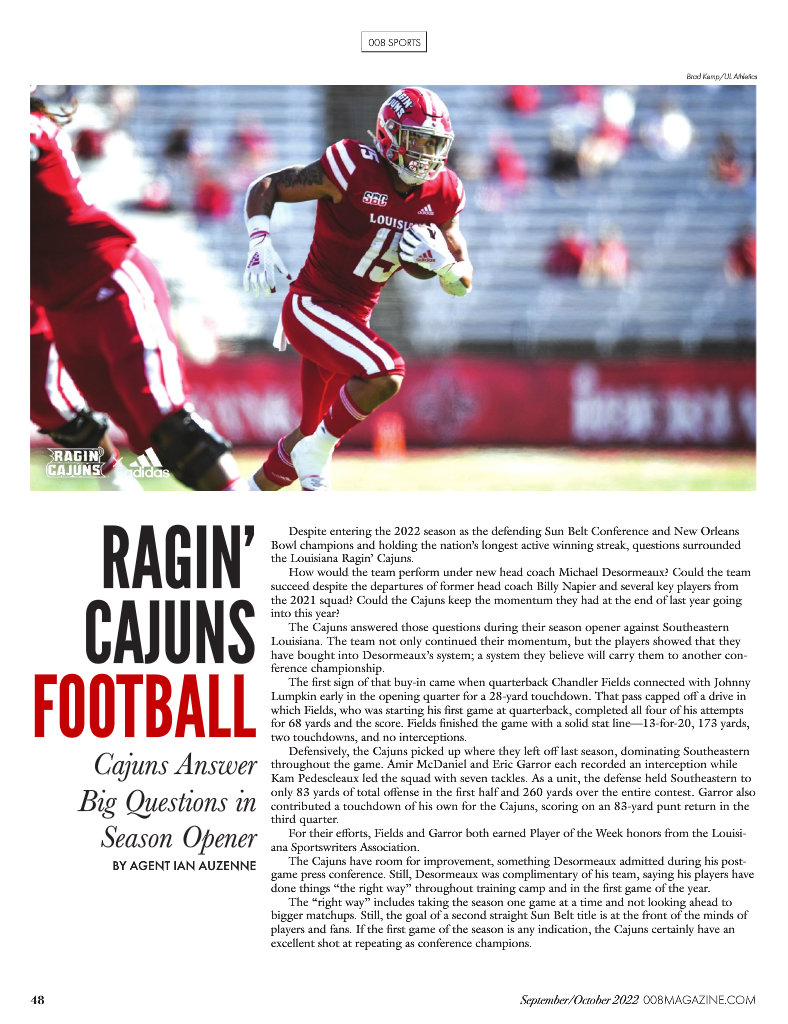 008 SPORTS
Brad Kemp/UL Athletics
RAGIN
15
SBC
adidas
LOUISI
15
adidas
RAGIN
CAJUNS
adidas
RAGIN’
CAJUNS
FOOTBALL
Cajuns Answer
Big Questions in
Season Opener
BY AGENT IAN AUZENNE
Despite entering the 2022 season as the defending Sun Belt Conference and New Orleans
Bowl champions and holding the nation’s longest active winning streak, questions surrounded
the Louisiana Ragin’ Cajuns.
How would the team perform under new head coach Michael Desormeaux? Could the team
succeed despite the departures of former head coach Billy Napier and several key players from
the 2021 squad? Could the Cajuns keep the momentum they had at the end of last year going
into this year?
The Cajuns answered those questions during their season opener against Southeastern
Louisiana. The team not only continued their momentum, but the players showed that they
have bought into Desormeaux’s system; a system they believe will carry them to another con-
ference championship.
The first sign of that buy-in came when quarterback Chandler Fields connected with Johnny
Lumpkin early in the opening quarter for a 28-yard touchdown. That pass capped off a drive in
which Fields, who was starting his first game at quarterback, completed all four of his attempts
for 68 yards and the score. Fields finished the game with a solid stat line—13-for-20, 173 yards,
two touchdowns, and no interceptions.
Defensively, the Cajuns picked up where they left off last season, dominating Southeastern
throughout the game. Amir McDaniel and Eric Garror each recorded an interception while
Kam Pedescleaux led the squad with seven tackles. As a unit, the defense held Southeastern to
only 83 yards of total offense in the first half and 260 yards over the entire contest. Garror also
contributed a touchdown of his own for the Cajuns, scoring on an 83-yard punt return in the
third quarter.
For their efforts, Fields and Garror both earned Player of the Week honors from the Louisi-
ana Sportswriters Association.
The Cajuns have room for improvement, something Desormeaux admitted during his post-
game press conference. Still, Desormeaux was complimentary of his team, saying his players have
done things “the right way” throughout training camp and in the first game of the year.
The “right way” includes taking the season one game at a time and not looking ahead to
bigger matchups. Still, the goal of a second straight Sun Belt title is at the front of the minds of
players and fans. If the first game of the season is any indication, the Cajuns certainly have an
excellent shot at repeating as conference champions.
48
September/October 2022 008MAGAZINE.COM